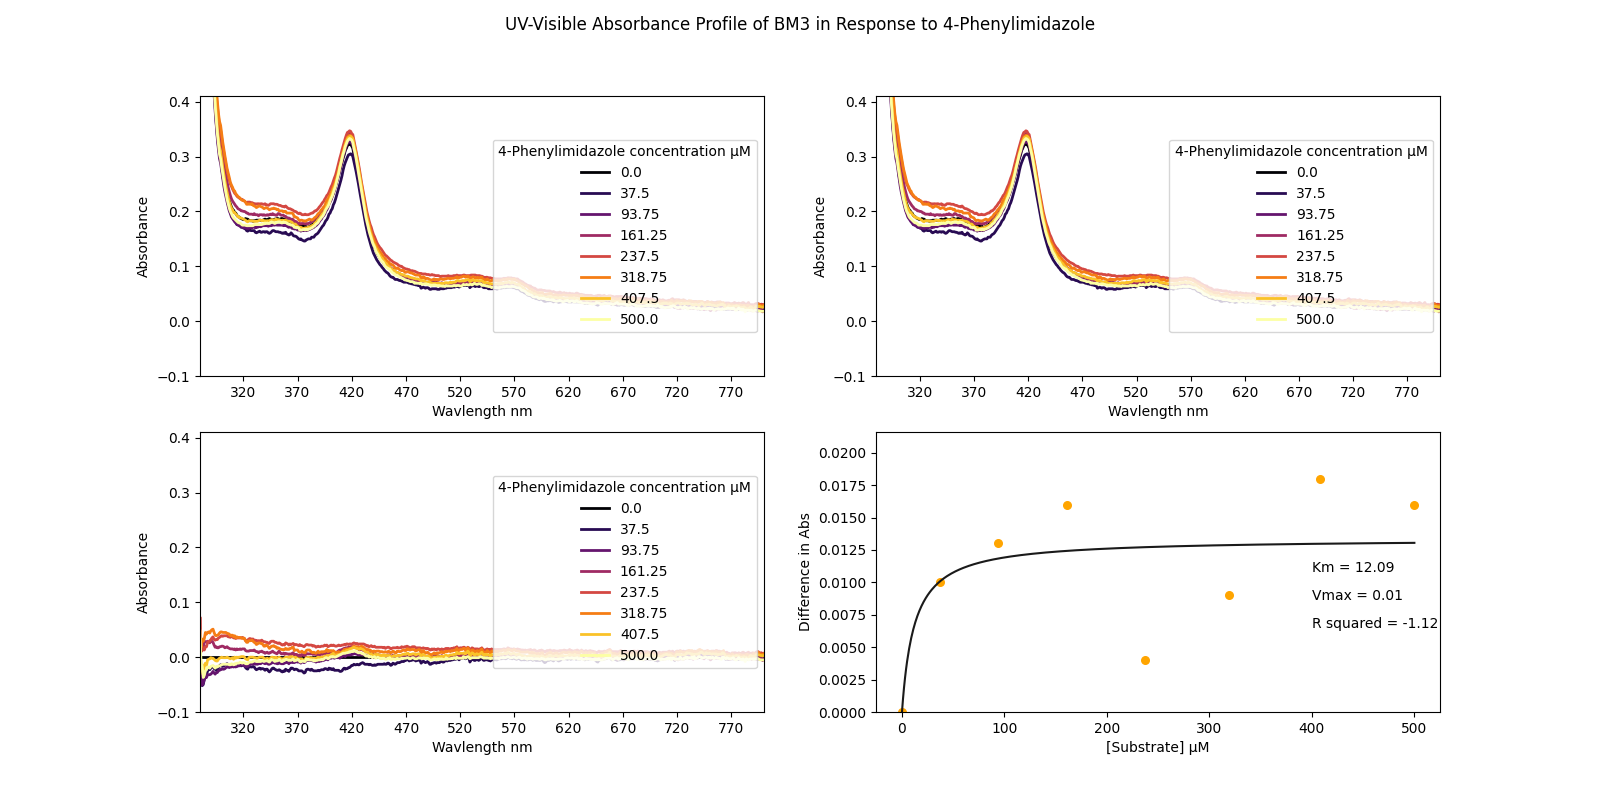 UV-Visible Absorbance Profile of BM3 in Response to 4-Phenylimidazole
0.4
0.3
0.2
0.1
0.0
−0.1
Absorbance
4-Phenylimidazole concentration μM
0.0
37.5
93.75
161.25
237.5
318.75
407.5
500.0
320 370 420 470 520 570 620 670 720 770
Wavlength nm
0.4
0.3
0.2
0.1
0.0
−0.1
Absorbance
4-Phenylimidazole concentration μM
0.0
37.5
93.75
161.25
237.5
318.75
407.5
500.0
320 370 420 470 520 570 620 670 720 770
Wavlength nm
0.4
0.3
0.2
0.1
0.0
−0.1
Absorbance
4-Phenylimidazole concentration μM
0.0
37.5
93.75
161.25
237.5
318.75
407.5
500.0
320 370 420 470 520 570 620 670 720 770
Wavlength nm
0.0200
0.0175
0.0150
0.0125
0.0100
0.0075
0.0050
0.0025
0.0000
Difference in Abs
Km = 12.09
Vmax = 0.01
R squared = -1.12
0 100 200 300 400 500
[Substrate] μM